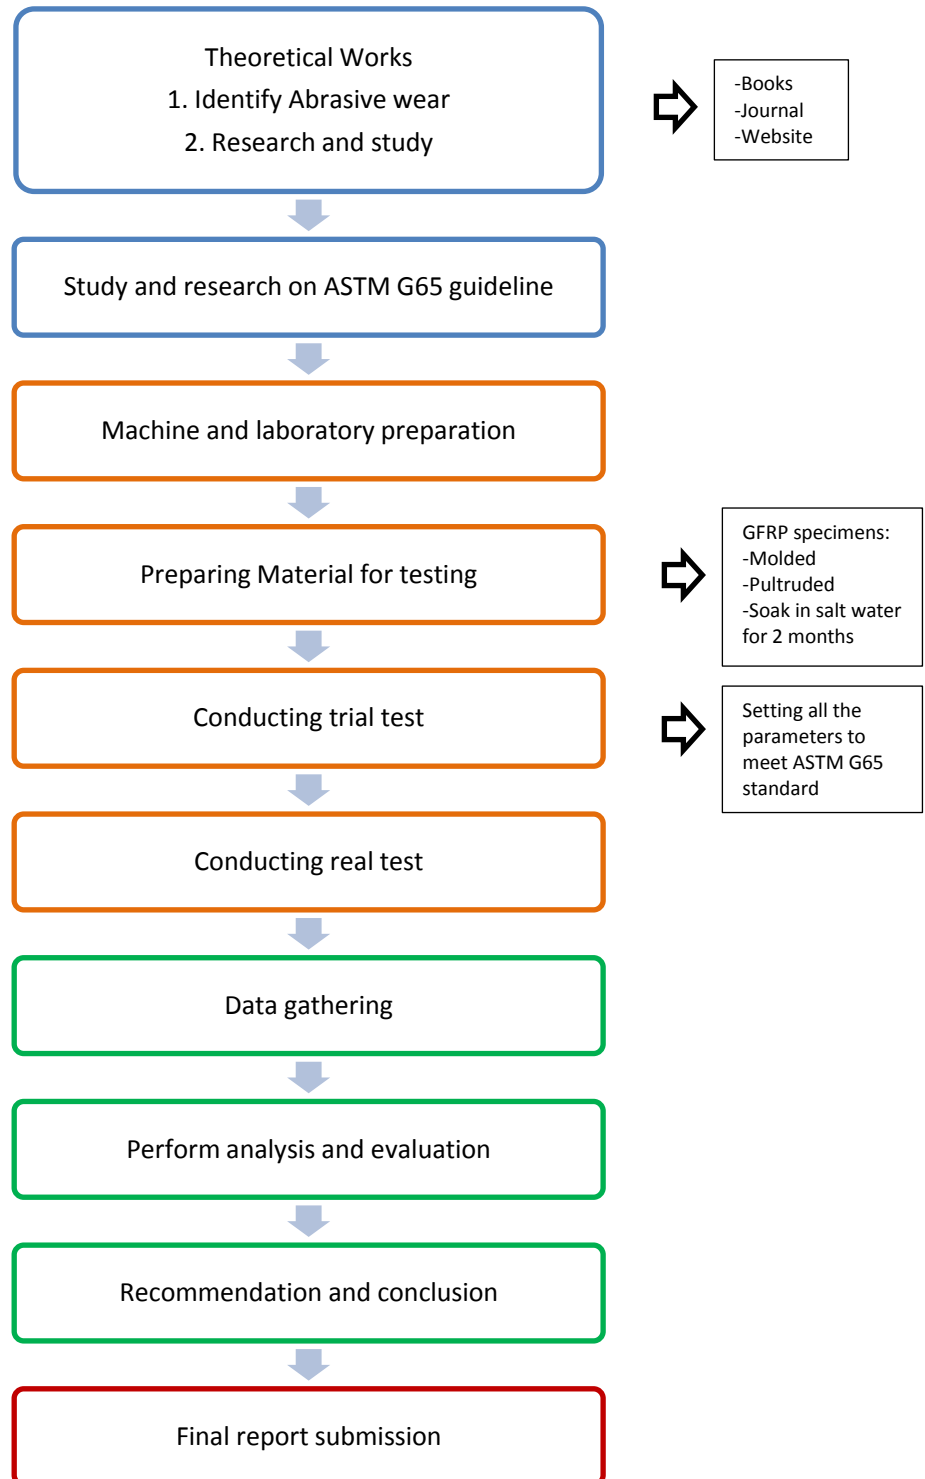 Theoretical Works
1. Identify Abrasive wear
2. Research and study
-Books
-Journal
-Website
Study and research on ASTM G65 guideline
Machine and laboratory preparation
Preparing Material for testing
GFRP specimens:
-Molded
-Pultruded
-Soak in salt water
for 2 months
Conducting trial test
Setting all the
parameters to
meet ASTM G65
standard
Conducting real test
Data gathering
Perform analysis and evaluation
Recommendation and conclusion
Final report submission